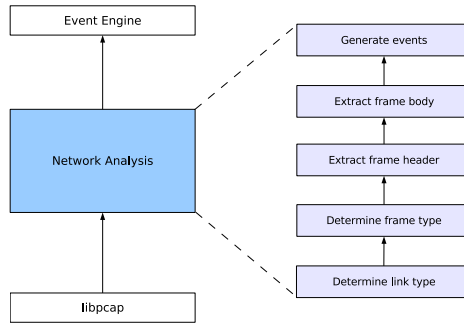 Event Engine
Network Analysis
libpcap
Generate events
Extract frame body
Extract frame header
Determine frame type
Determine link type